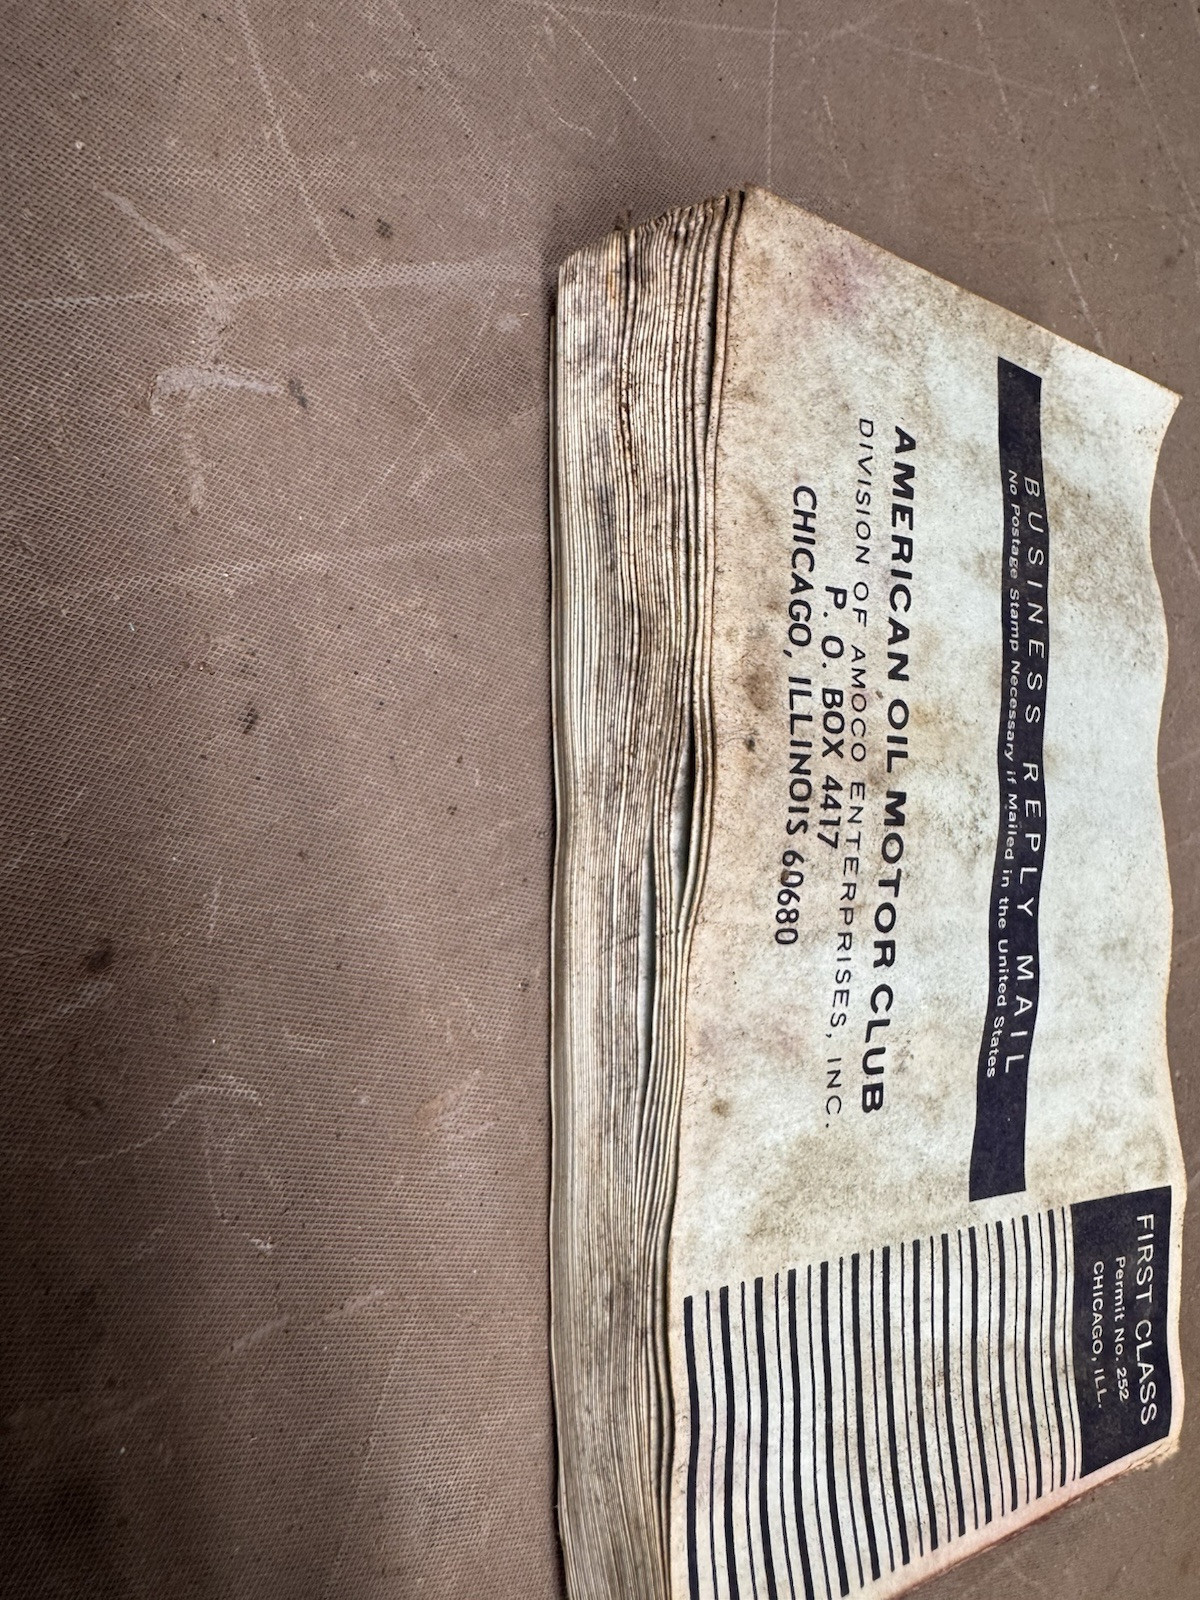 FIRST CLASS
Permit No. 252
CHICAGO, ILL.
BUSINESS REPLY MAIL
No Postage Stamp Necessary if Mailed in the United States
AMERICAN OIL MOTOR CLUB
DIVISION OF AMOCO ENTERPRISES, INC.
P. O. BOX 4417
CHICAGO, ILLINOIS 60680